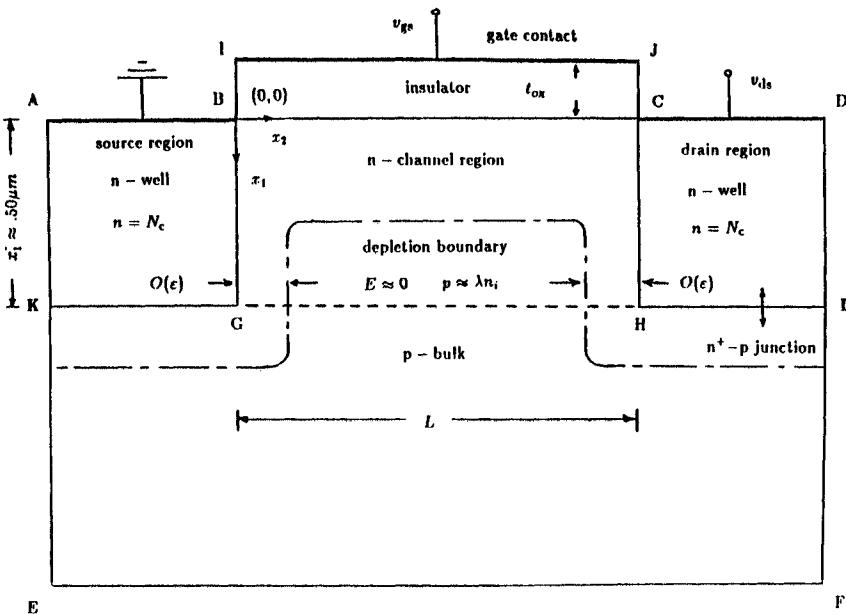 v_gs
gate contact
I
J
insulator
t_ox
v_ds
A
B
(0,0)
C
D
x_2
source region
n – channel region
drain region
n – well
x_1
n – well
n = N_c
n = N_c
x_1^· ≈ .50μm
depletion boundary
O(ε)
E ≈ 0
p ≈ λn_i
O(ε)
K
G
H
n⁺–p junction
p – bulk
L
E
F